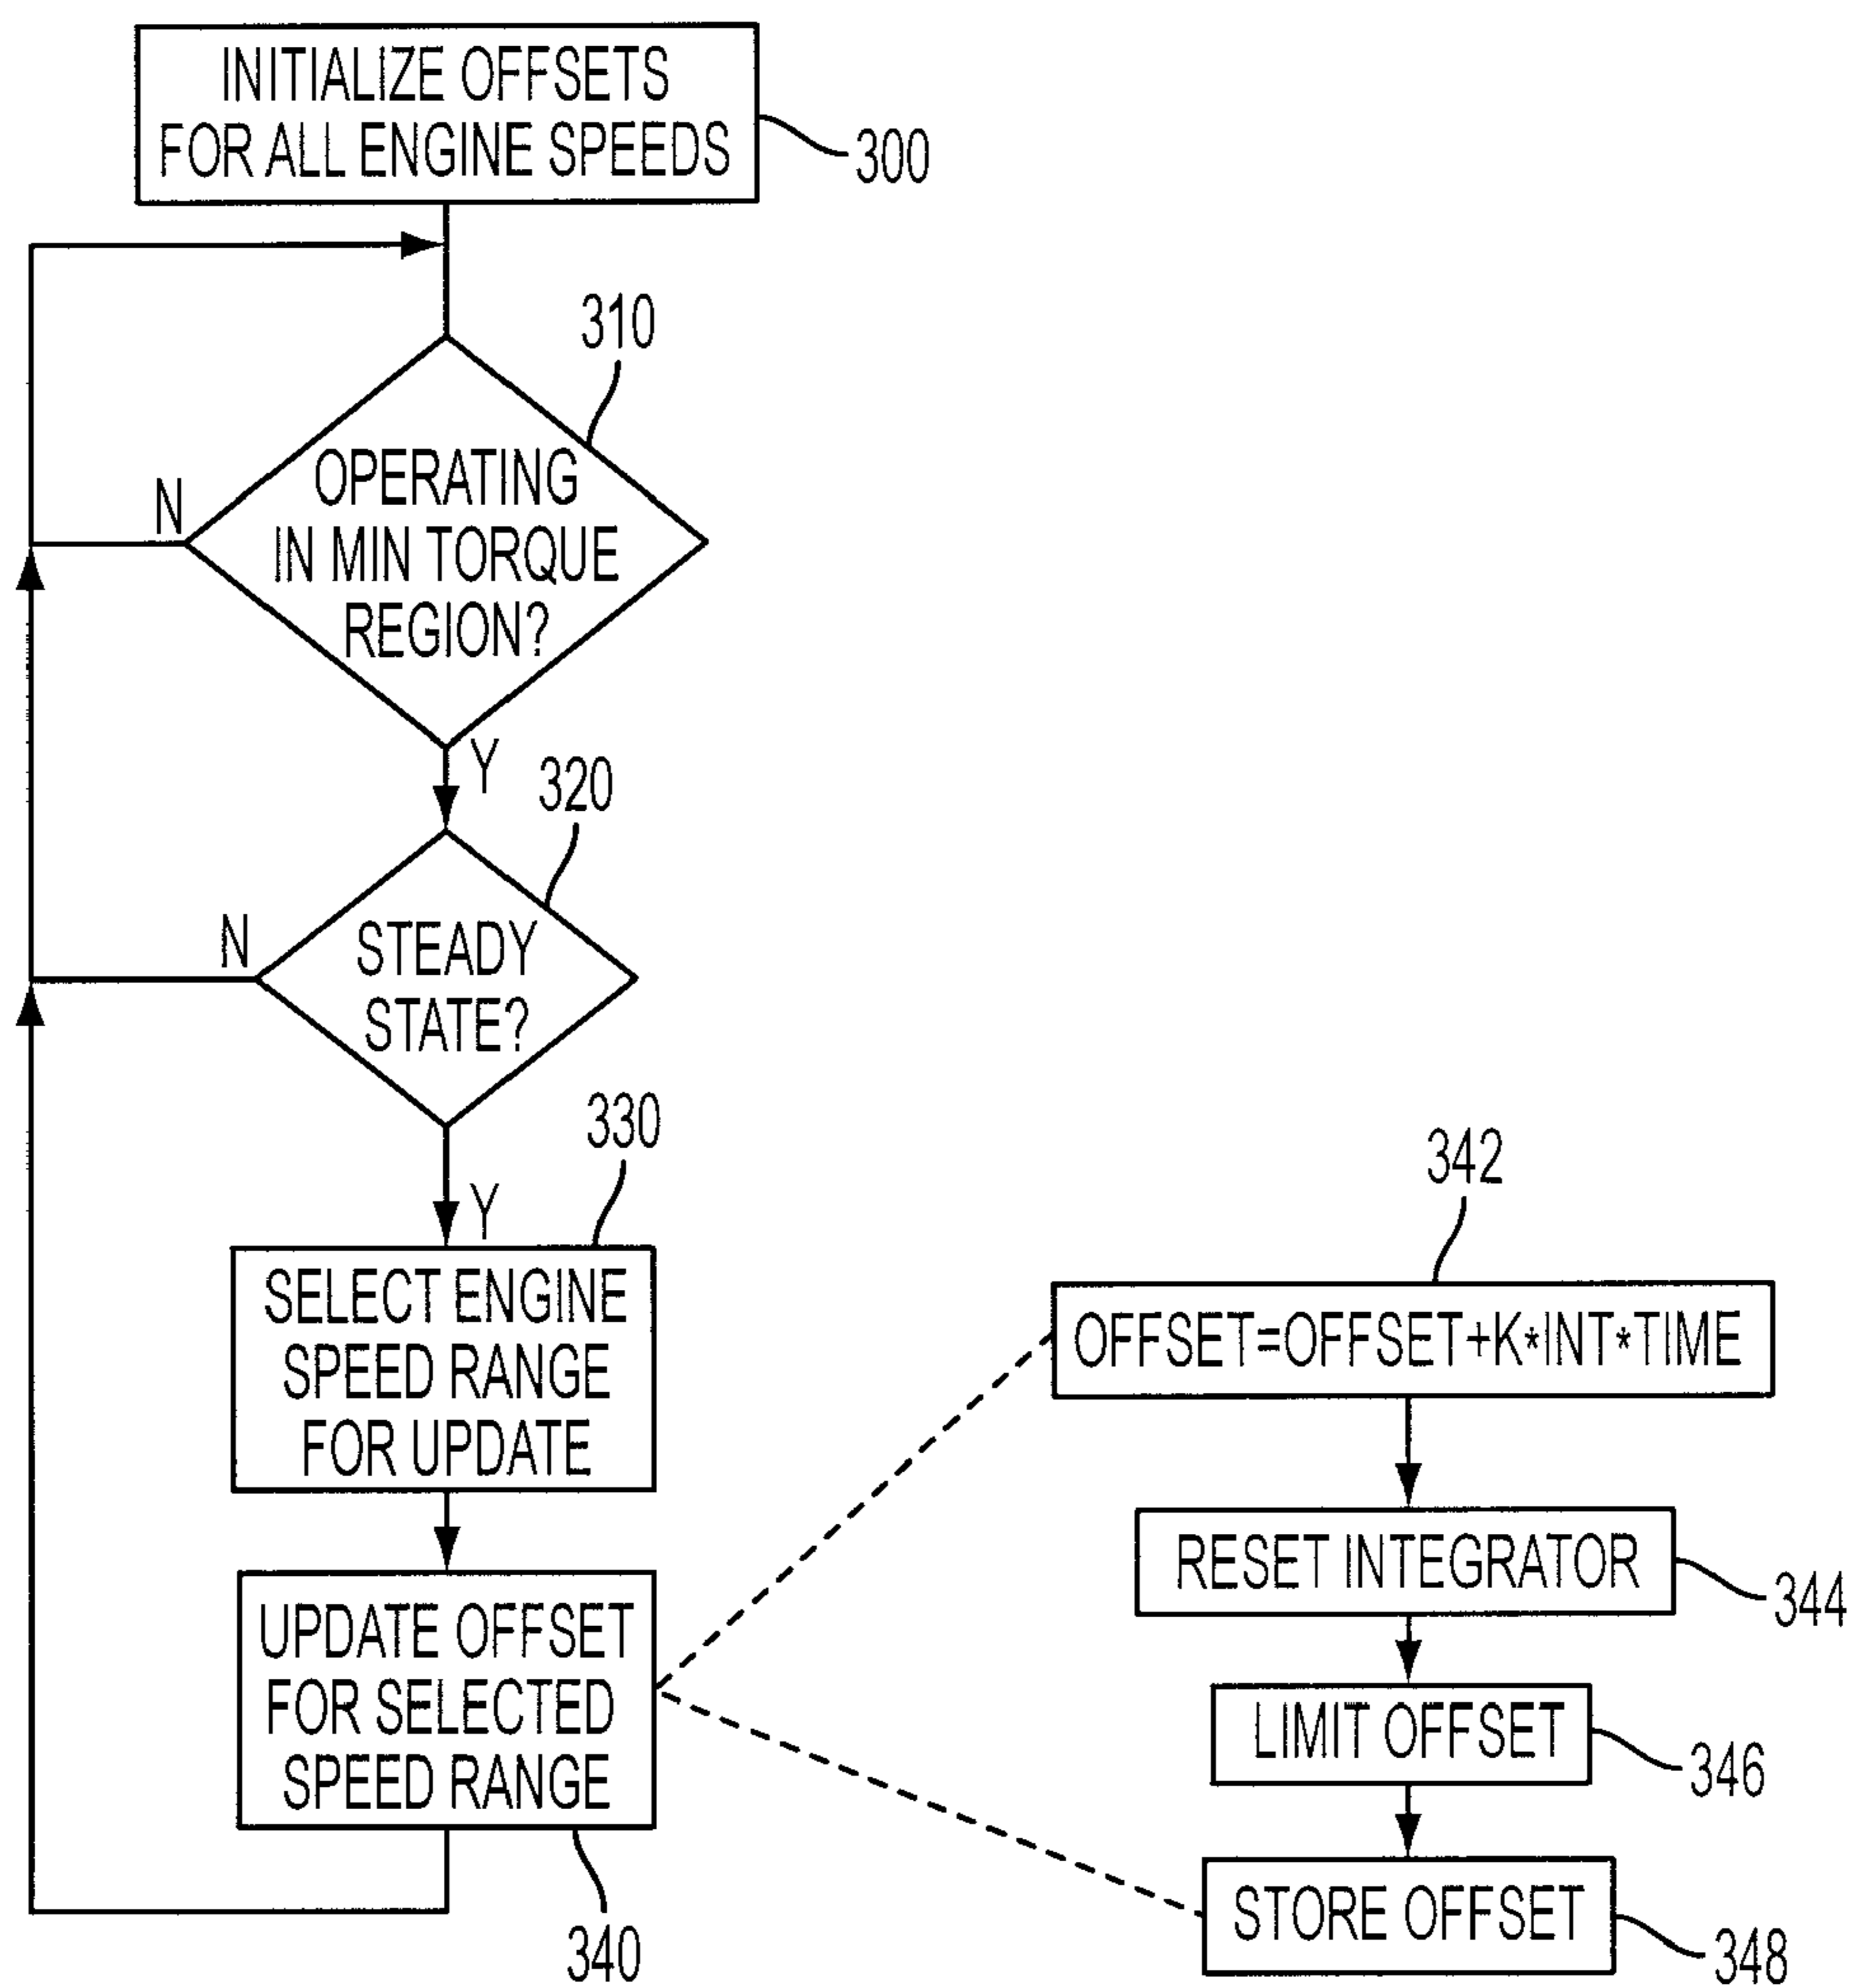 INITIALIZE OFFSETS
FOR ALL ENGINE SPEEDS
300
310
OPERATING
IN MIN TORQUE
REGION?
N
Y
320
STEADY
STATE?
N
Y
330
SELECT ENGINE
SPEED RANGE
FOR UPDATE
UPDATE OFFSET
FOR SELECTED
SPEED RANGE
340
342
OFFSET=OFFSET+K*INT*TIME
RESET INTEGRATOR
344
LIMIT OFFSET
346
STORE OFFSET
348